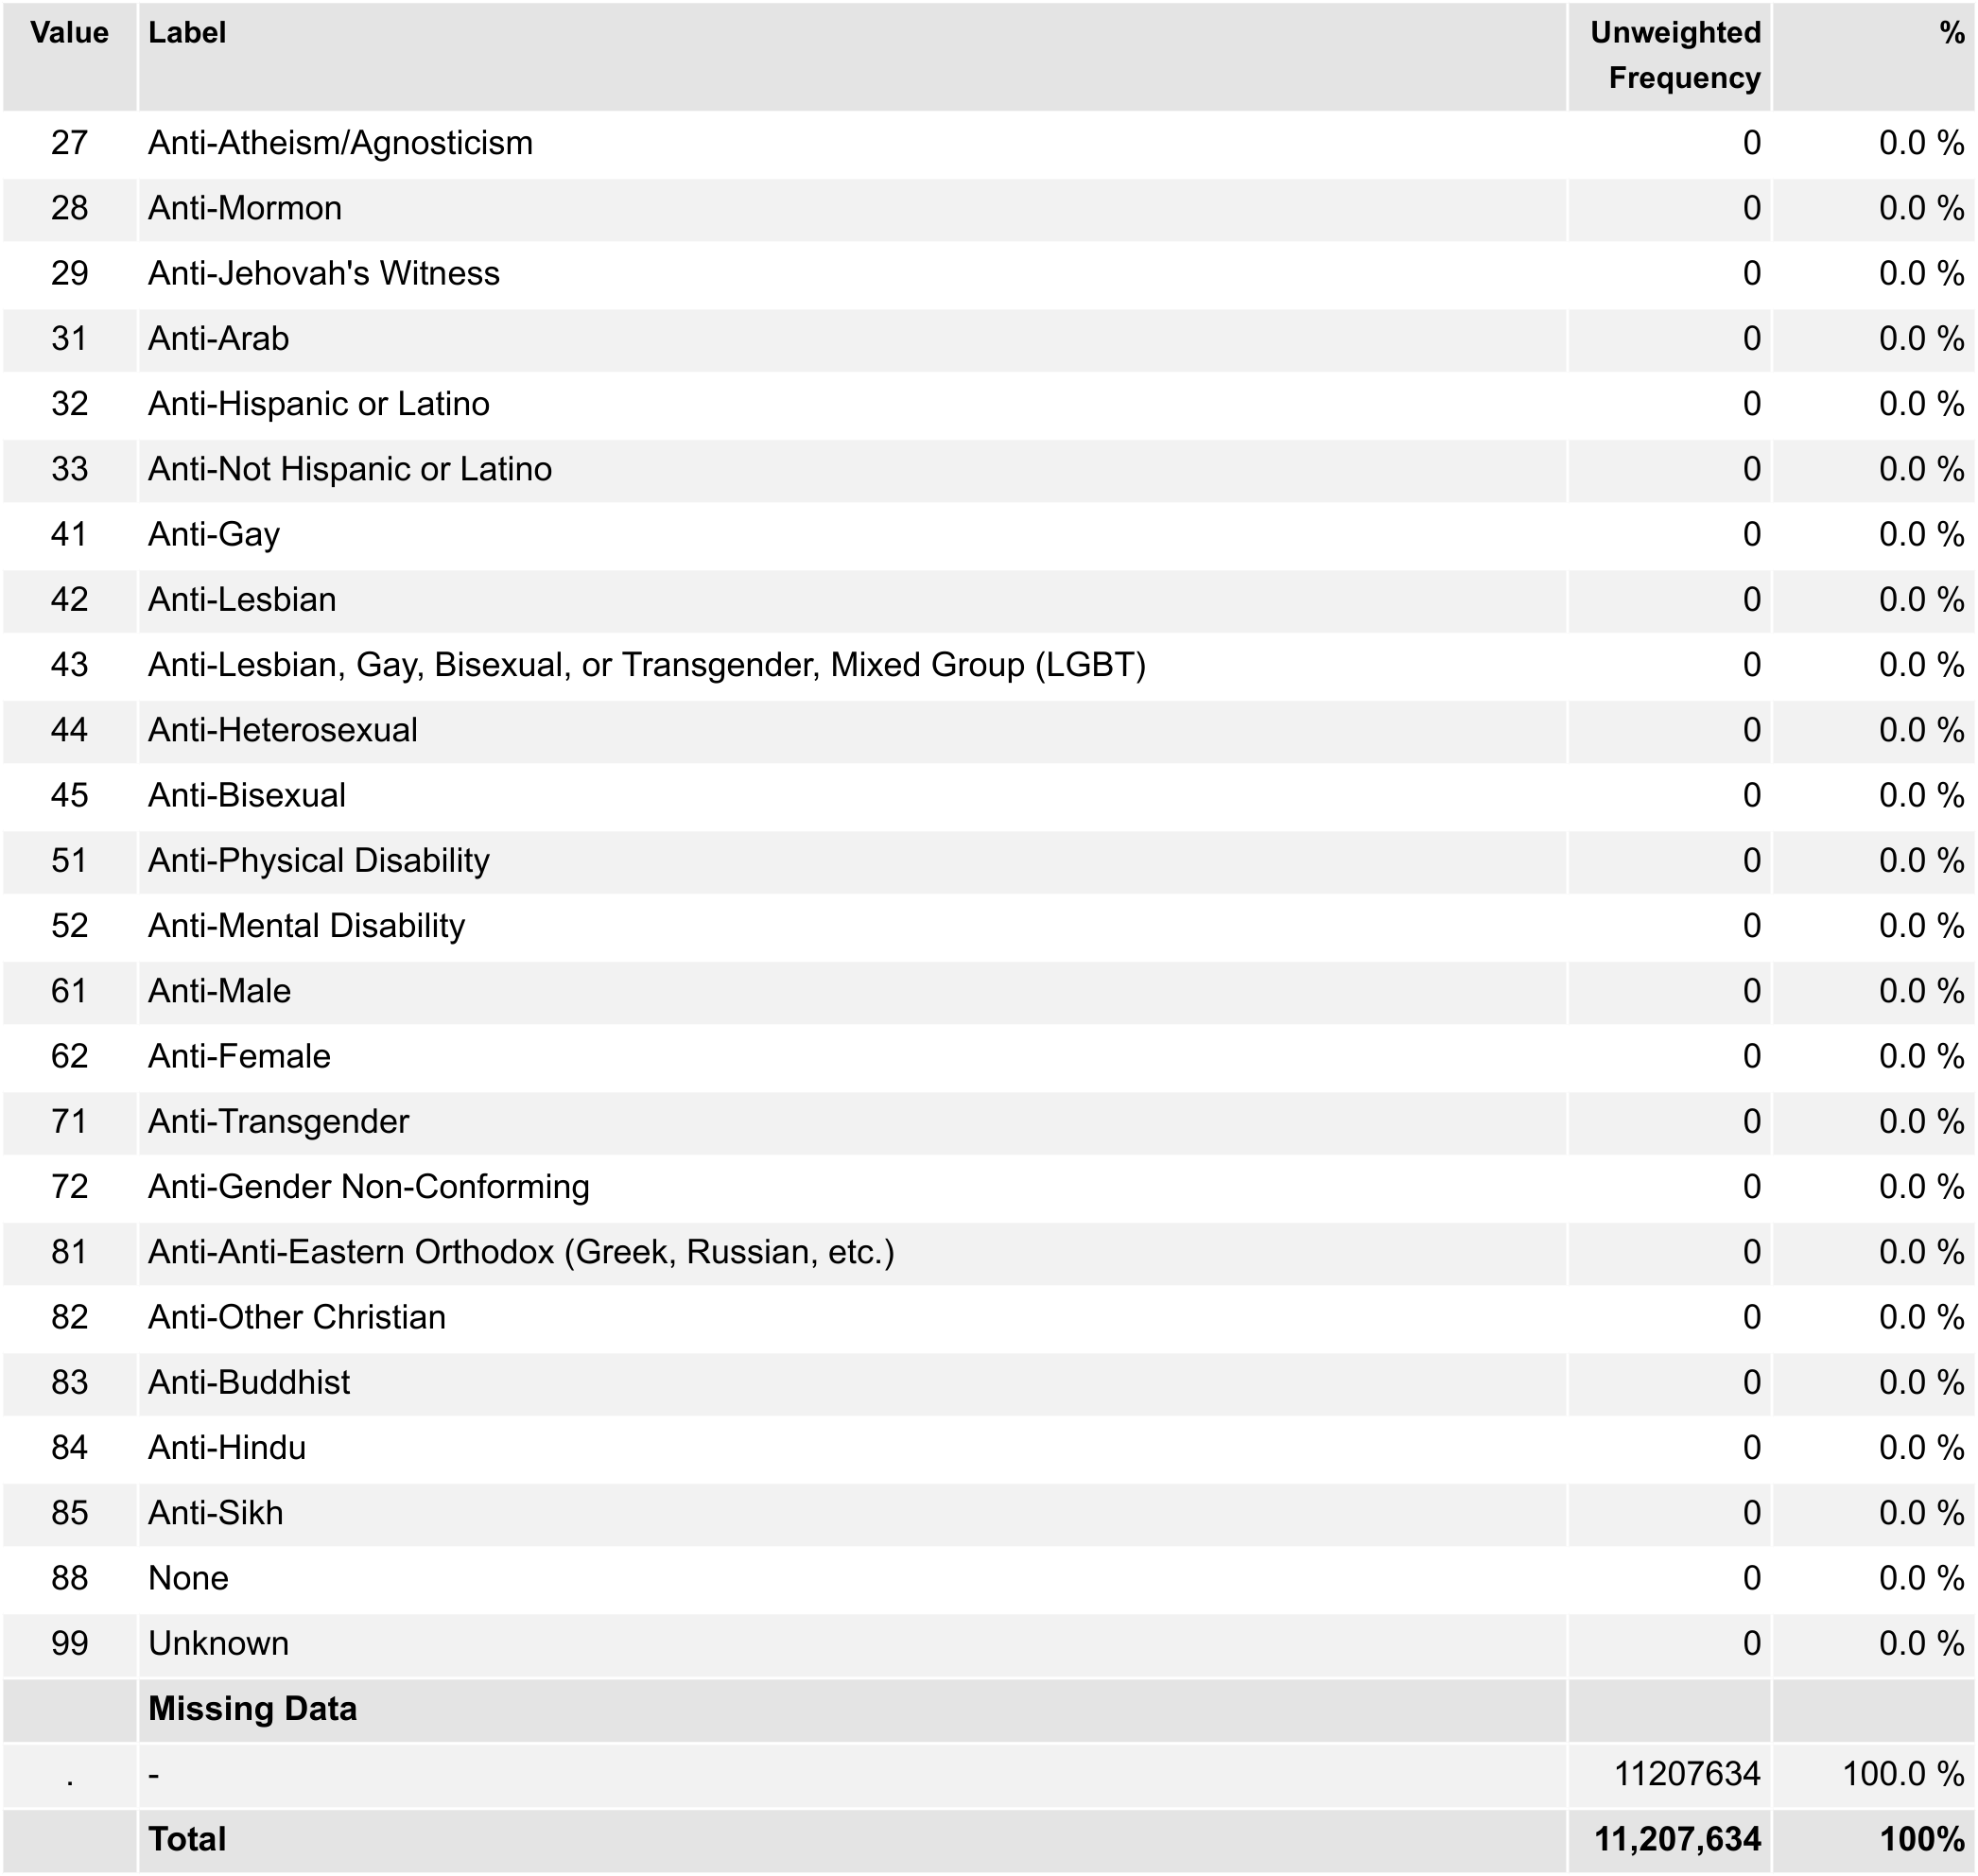 Value Label Unweighted Frequency %
27 Anti-Atheism/Agnosticism 0 0.0 %
28 Anti-Mormon 0 0.0 %
29 Anti-Jehovah's Witness 0 0.0 %
31 Anti-Arab 0 0.0 %
32 Anti-Hispanic or Latino 0 0.0 %
33 Anti-Not Hispanic or Latino 0 0.0 %
41 Anti-Gay 0 0.0 %
42 Anti-Lesbian 0 0.0 %
43 Anti-Lesbian, Gay, Bisexual, or Transgender, Mixed Group (LGBT) 0 0.0 %
44 Anti-Heterosexual 0 0.0 %
45 Anti-Bisexual 0 0.0 %
51 Anti-Physical Disability 0 0.0 %
52 Anti-Mental Disability 0 0.0 %
61 Anti-Male 0 0.0 %
62 Anti-Female 0 0.0 %
71 Anti-Transgender 0 0.0 %
72 Anti-Gender Non-Conforming 0 0.0 %
81 Anti-Anti-Eastern Orthodox (Greek, Russian, etc.) 0 0.0 %
82 Anti-Other Christian 0 0.0 %
83 Anti-Buddhist 0 0.0 %
84 Anti-Hindu 0 0.0 %
85 Anti-Sikh 0 0.0 %
88 None 0 0.0 %
99 Unknown 0 0.0 %
Missing Data
. - 11207634 100.0 %
Total 11,207,634 100%